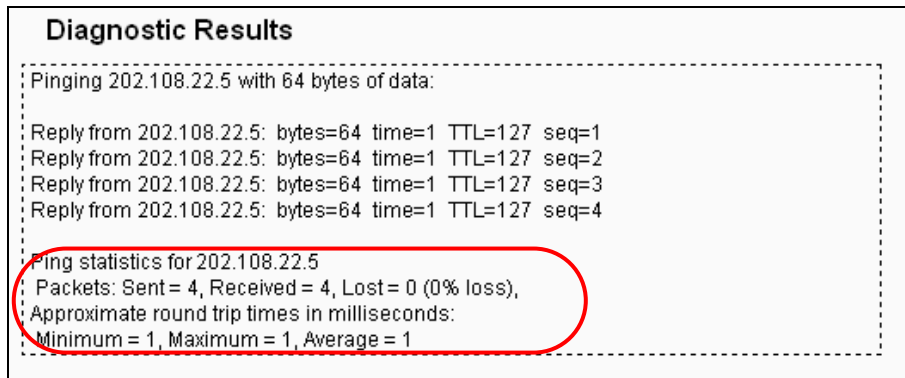 Diagnostic Results
Pinging 202.108.22.5 with 64 bytes of data:
Reply from 202.108.22.5: bytes=64 time=1 TTL=127 seq=1
Reply from 202.108.22.5: bytes=64 time=1 TTL=127 seq=2
Reply from 202.108.22.5: bytes=64 time=1 TTL=127 seq=3
Reply from 202.108.22.5: bytes=64 time=1 TTL=127 seq=4
Ping statistics for 202.108.22.5
Packets: Sent = 4, Received = 4, Lost = 0 (0% loss),
Approximate round trip times in milliseconds:
Minimum = 1, Maximum = 1, Average = 1